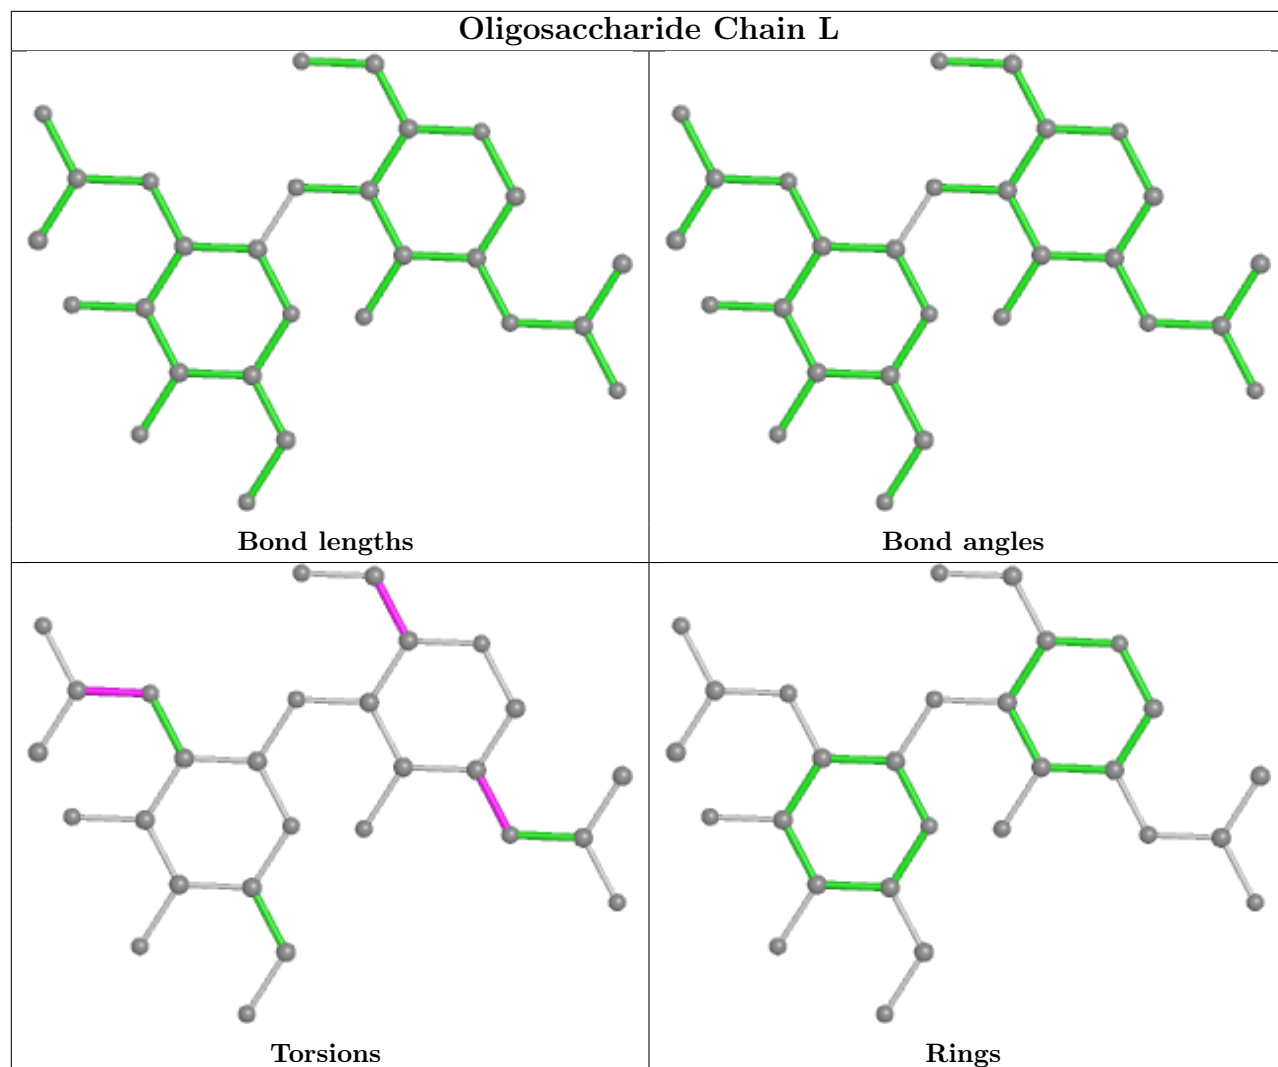 Oligosaccharide Chain L
Bond lengths
Bond angles
Torsions
Rings